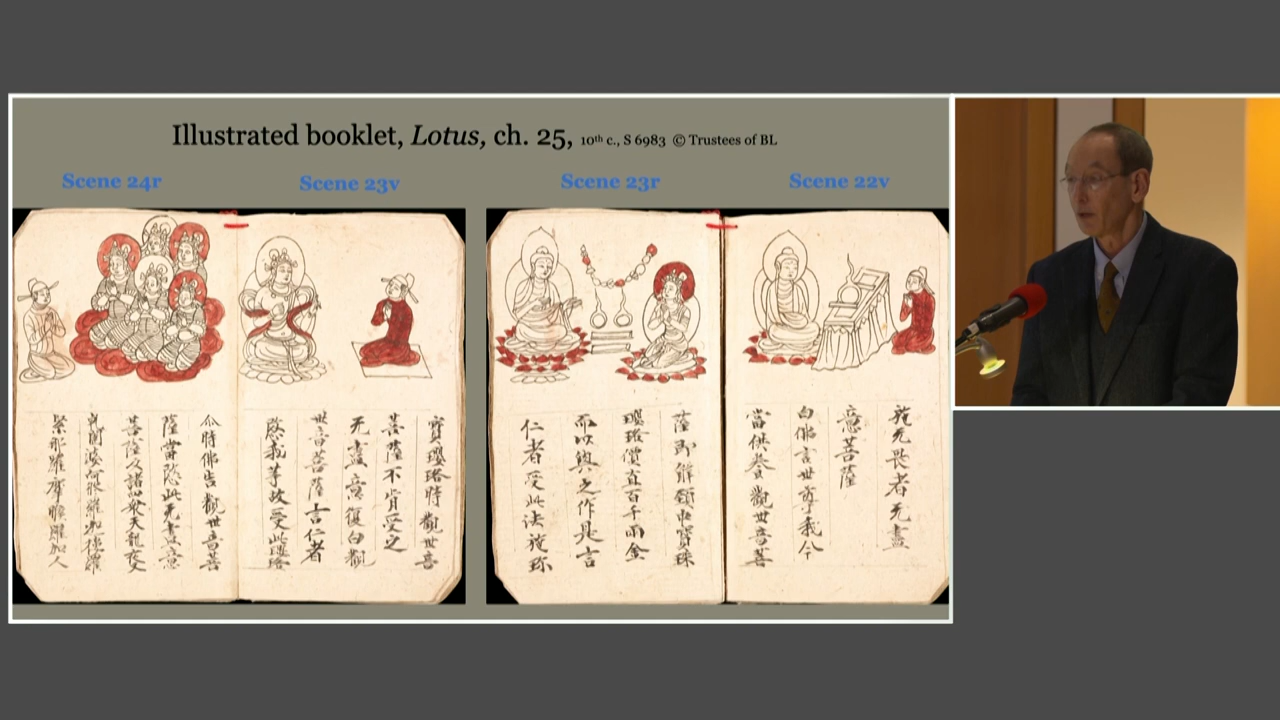 Illustrated booklet, Lotus, ch. 25, 10th c., S 6983 © Trustees of BL
Scene 24r
Scene 23v
Scene 23r
Scene 22v
施无畏者无盡
意菩薩
白佛言世尊我今
當供養觀世音菩
薩即解頸衆寶珠
瓔珞價直百千兩金
而以與之作是言
仁者受此法施珎
寶瓔珞時觀世音
菩薩不肯受之
无盡意復白觀
世音菩薩言仁者
愍我等故受此瓔珞
尒時佛告觀世音菩
薩當愍此无盡意
菩薩及諸四衆天龍夜叉
乹闥婆阿脩羅迦樓羅
緊那羅摩睺羅伽人